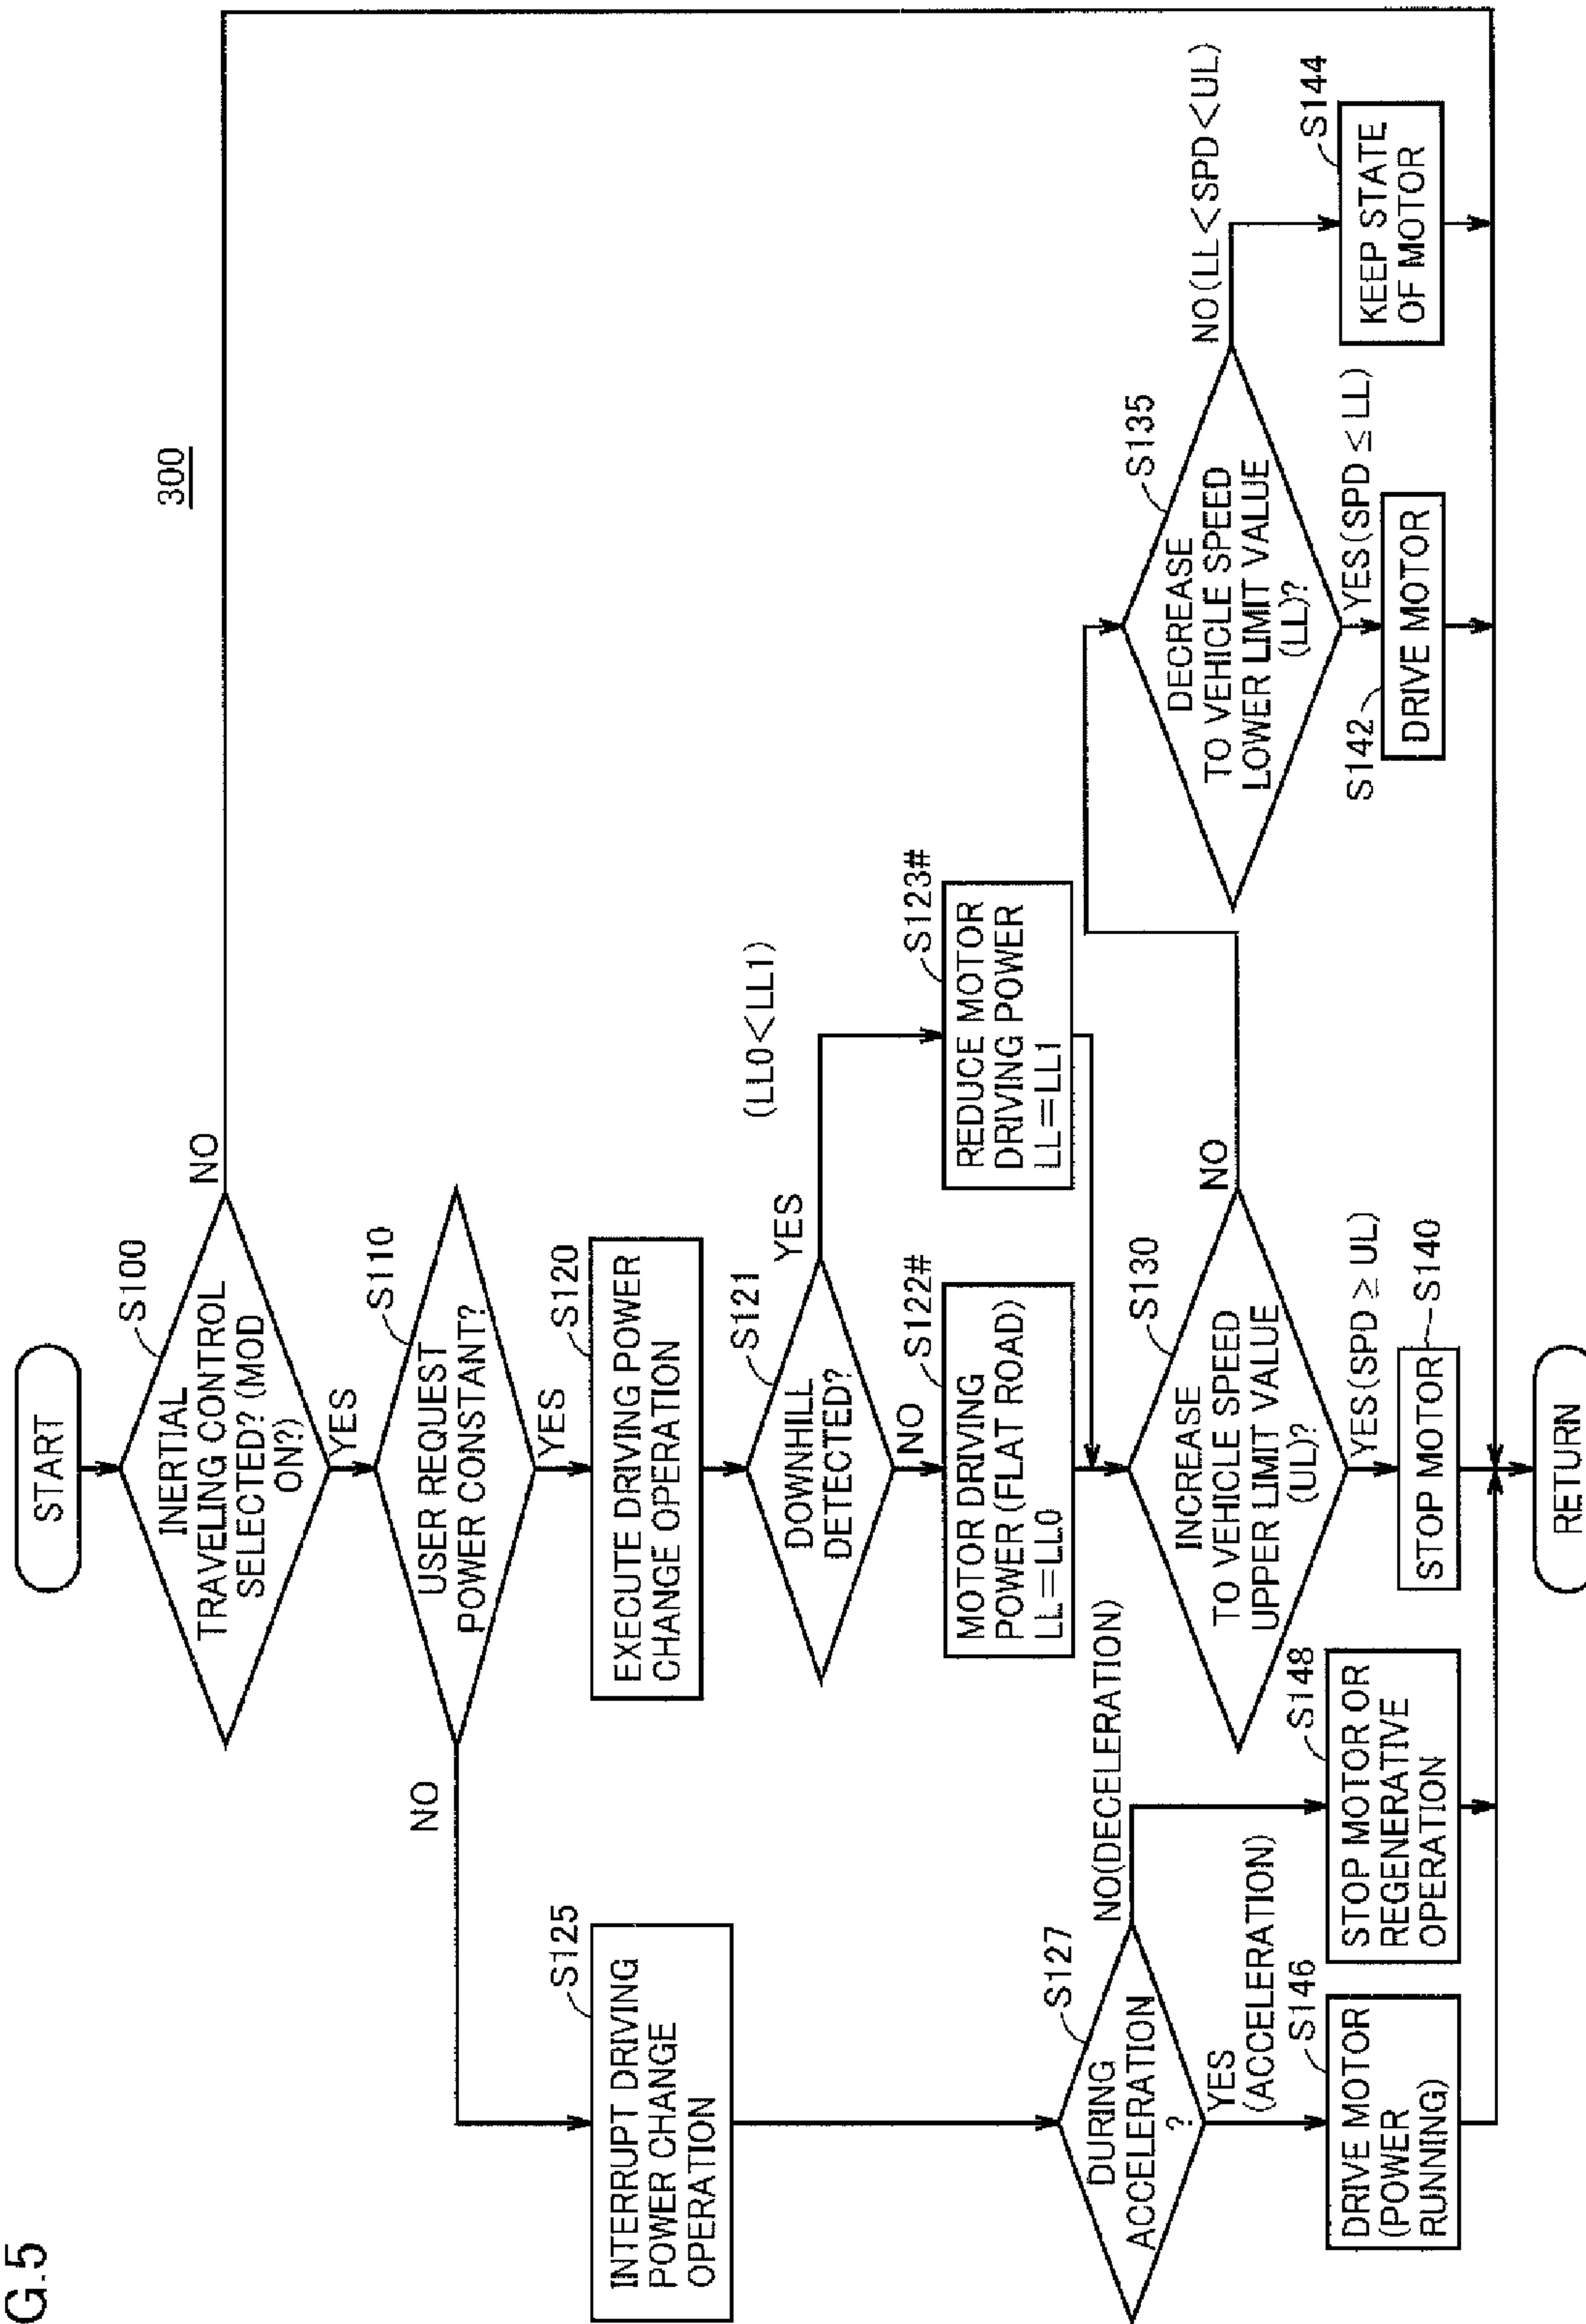 G.5
300
START
INERTIAL
TRAVELING CONTROL
SELECTED? (MOD
ON?)
S100
NO
YES
USER REQUEST
POWER CONSTANT?
S110
NO
YES
INTERRUPT DRIVING
POWER CHANGE
OPERATION
S125
EXECUTE DRIVING POWER
CHANGE OPERATION
S120
DOWNHILL
DETECTED?
S121
YES
(LL0<LL1)
NO
MOTOR DRIVING
POWER (FLAT ROAD)
LL=LL0
S122#
REDUCE MOTOR
DRIVING POWER
LL=LL1
S123#
DURING
ACCELERATION
?
S127
NO(DECELERATION)
YES
(ACCELERATION)
INCREASE
TO VEHICLE SPEED
UPPER LIMIT VALUE
(UL)?
S130
NO
YES(SPD ≥ UL)
DECREASE
TO VEHICLE SPEED
LOWER LIMIT VALUE
(LL)?
S135
NO(LL<SPD<UL)
YES(SPD ≤ LL)
DRIVE MOTOR
(POWER
RUNNING)
S146
STOP MOTOR OR
REGENERATIVE
OPERATION
S148
STOP MOTOR
S140
S142
DRIVE MOTOR
KEEP STATE
OF MOTOR
S144
RETURN